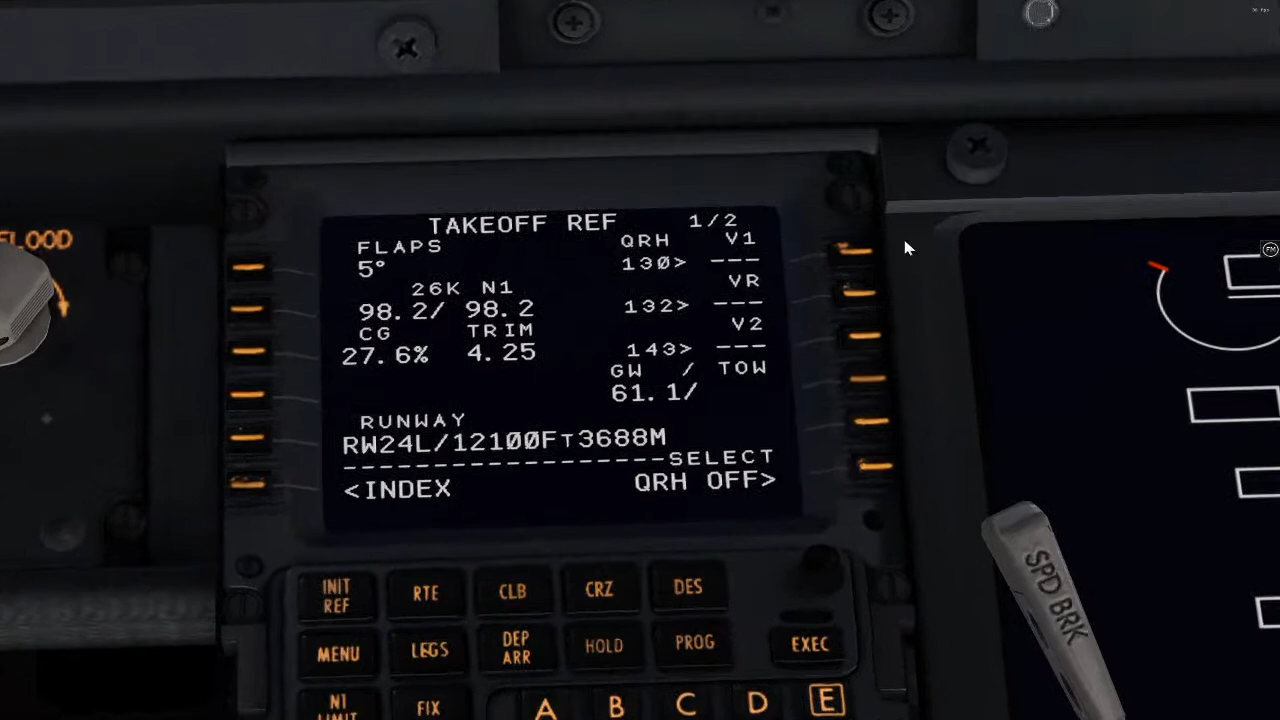 TAKEOFF REF 1/2
FLAPS QRH V1
5° 130> ---
26K N1 VR
98.2/ 98.2 132> ---
CG TRIM V2
27.6% 4.25 143> ---
GW / TOW
61.1/
RUNWAY
RW24L/12100FT3688M
------------------SELECT
<INDEX QRH OFF>
FLOOD
INIT REF
RTE
CLB
CRZ
DES
MENU
LEGS
DEP ARR
HOLD
PROG
EXEC
N1 LIMIT
FIX
A B C D E
SPD BRK